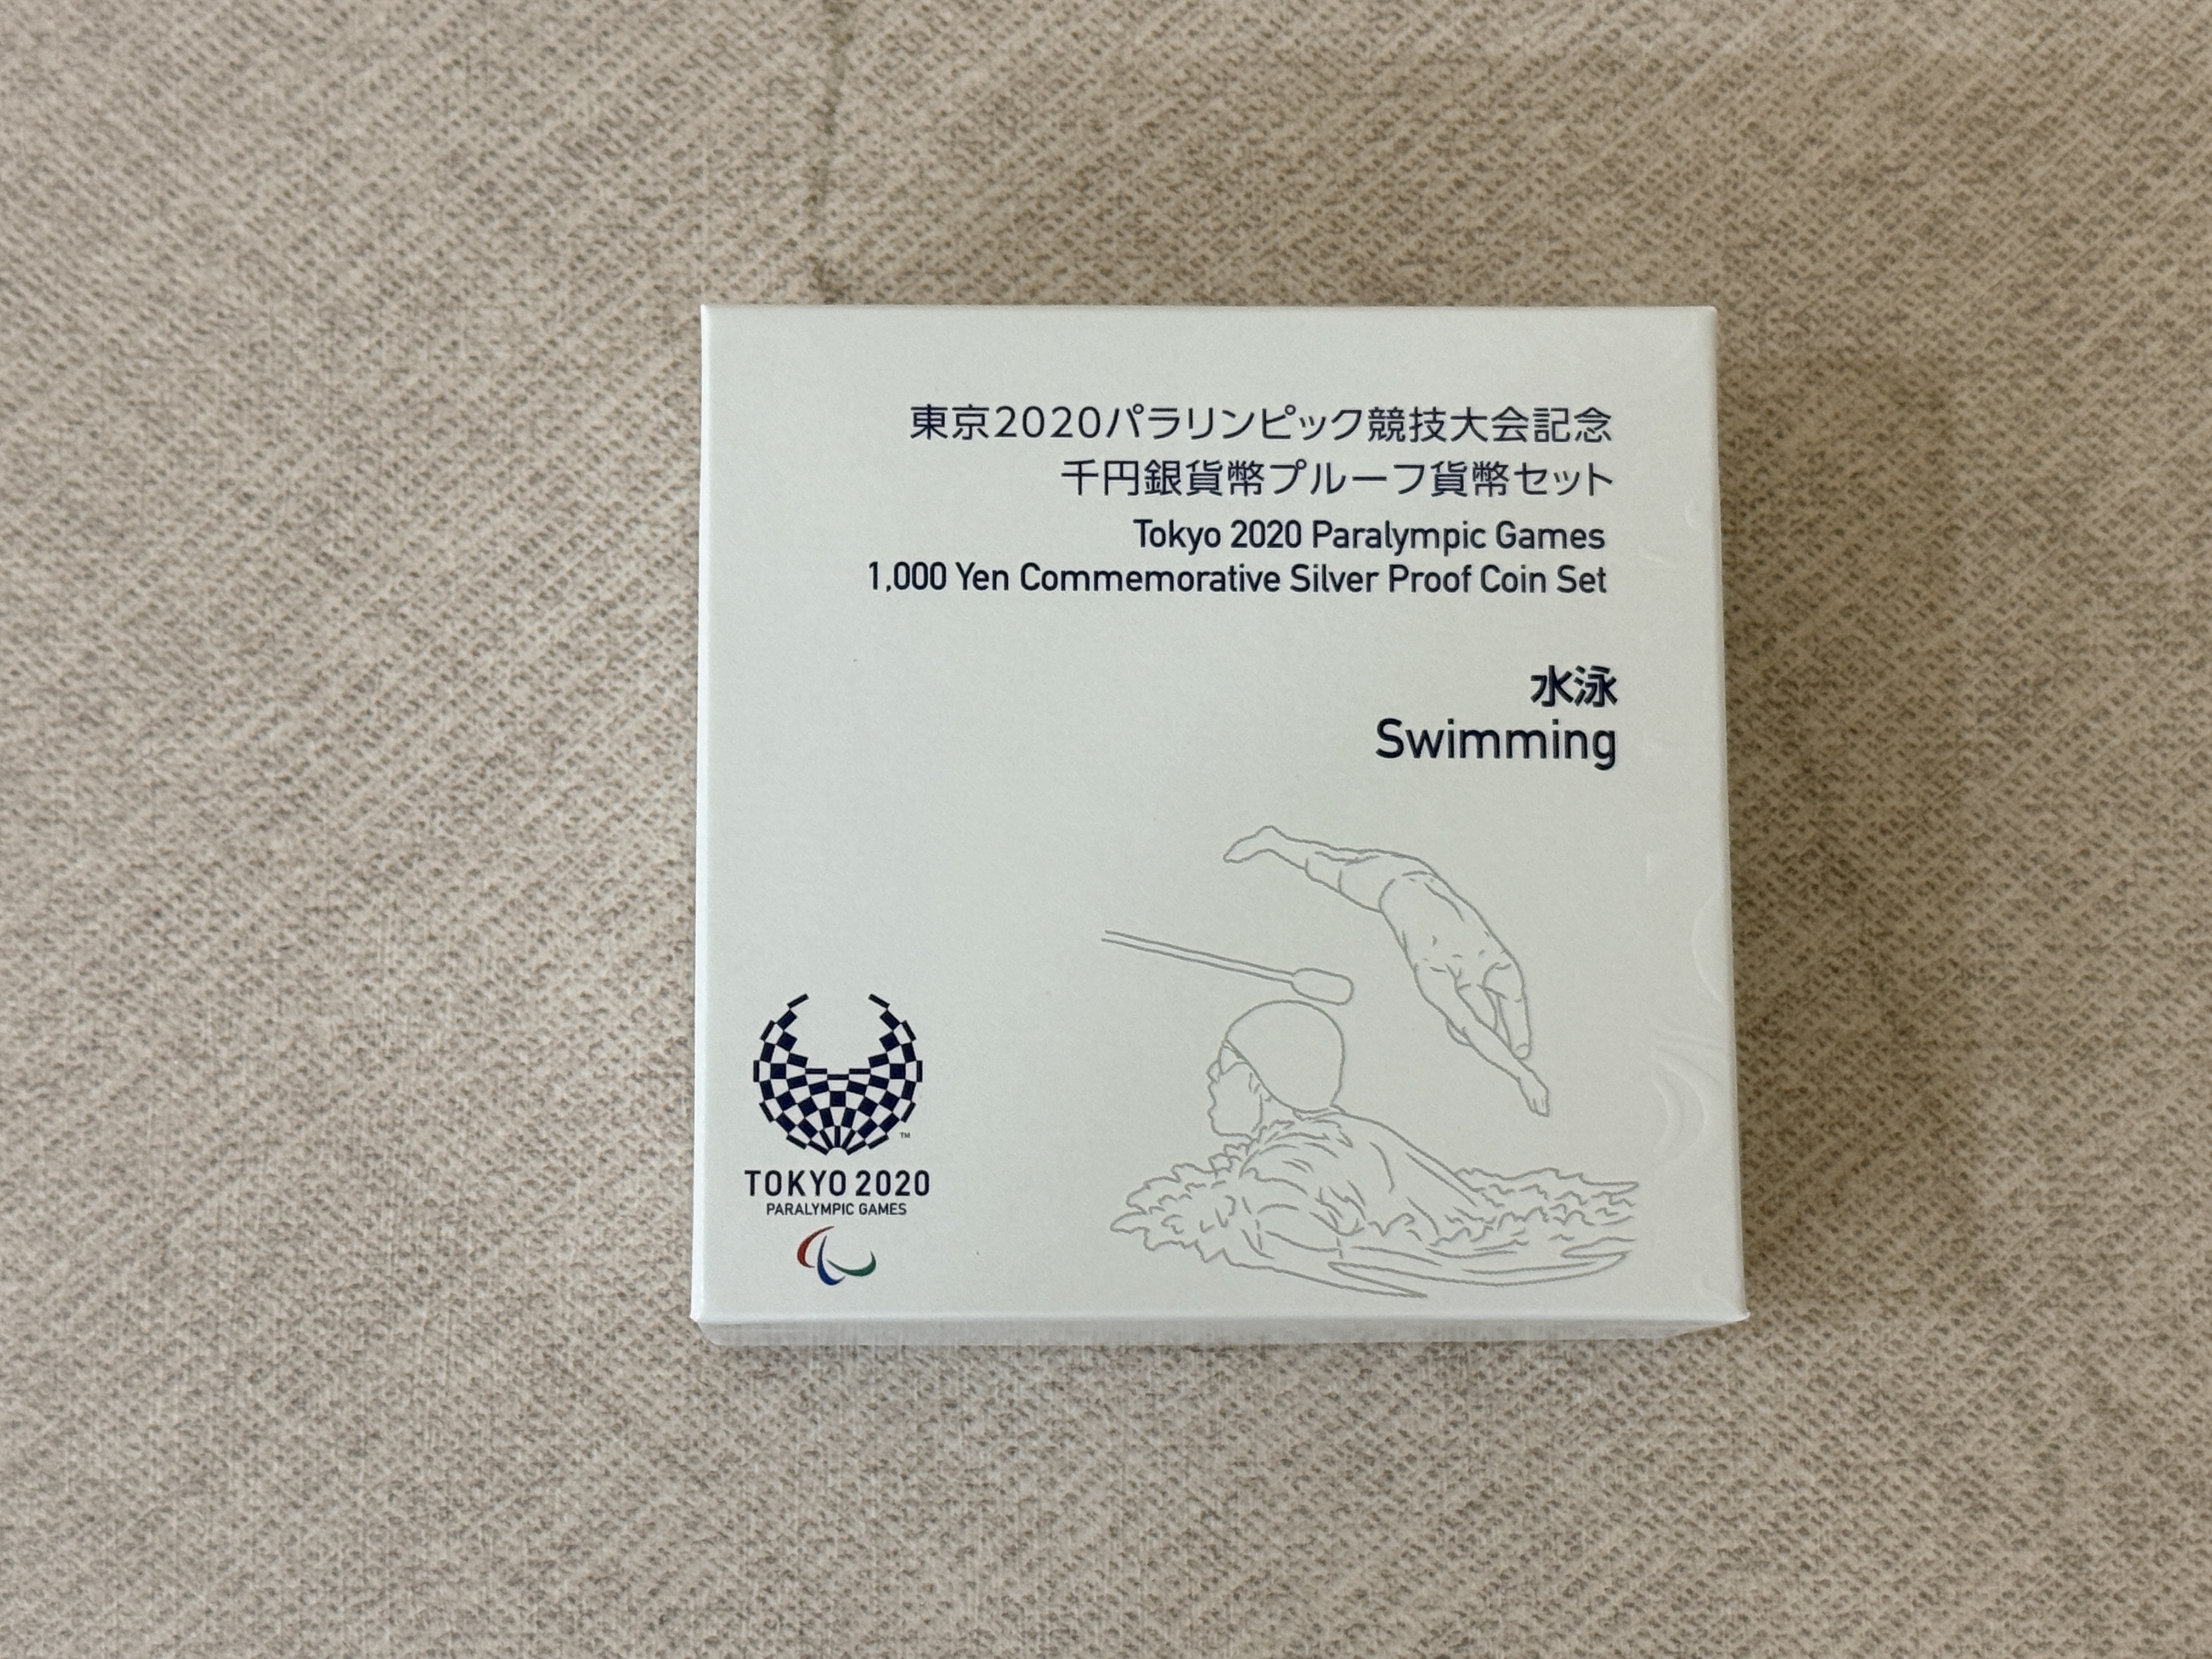 東京2020パラリンピック競技大会記念
千円銀貨幣プルーフ貨幣セット
Tokyo 2020 Paralympic Games
1,000 Yen Commemorative Silver Proof Coin Set
水泳
Swimming
TM
TOKYO 2020
PARALYMPIC GAMES